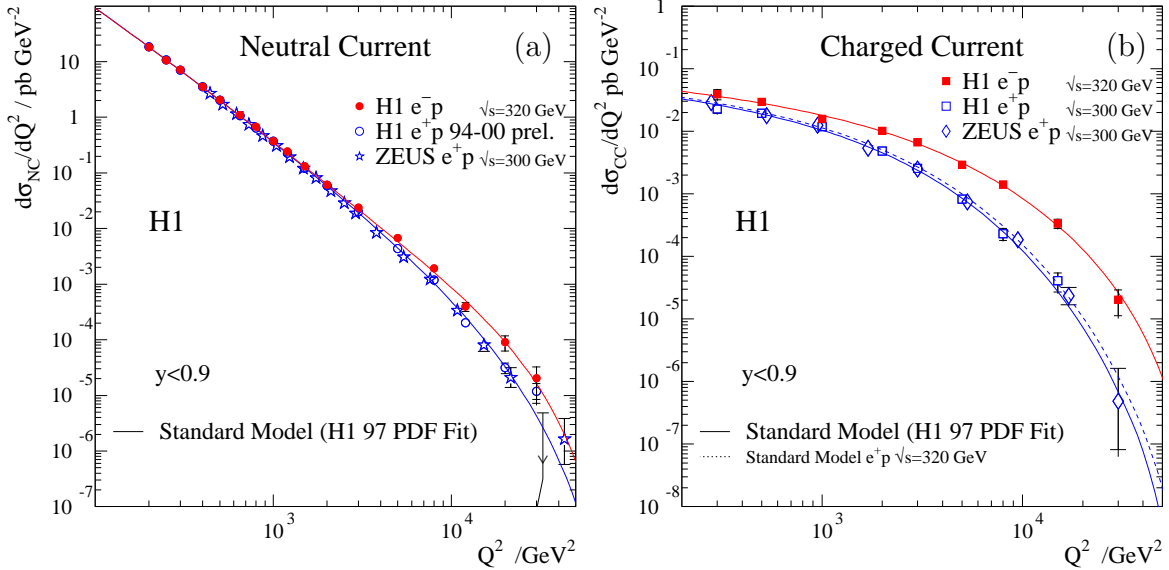 Neutral Current (a)
H1 e⁻p √s=320 GeV
H1 e⁺p 94-00 prel.
ZEUS e⁺p √s=300 GeV
H1
y<0.9
Standard Model (H1 97 PDF Fit)
dσNC/dQ² / pb GeV⁻²
10
1
10⁻¹
10⁻²
10⁻³
10⁻⁴
10⁻⁵
10⁻⁶
10⁻⁷
10³
10⁴
Q² /GeV²
Charged Current (b)
H1 e⁻p √s=320 GeV
H1 e⁺p √s=300 GeV
ZEUS e⁺p √s=300 GeV
H1
y<0.9
Standard Model (H1 97 PDF Fit)
Standard Model e⁺p √s=320 GeV
dσCC/dQ² pb GeV⁻²
1
10⁻¹
10⁻²
10⁻³
10⁻⁴
10⁻⁵
10⁻⁶
10⁻⁷
10⁻⁸
10³
10⁴
Q² /GeV²